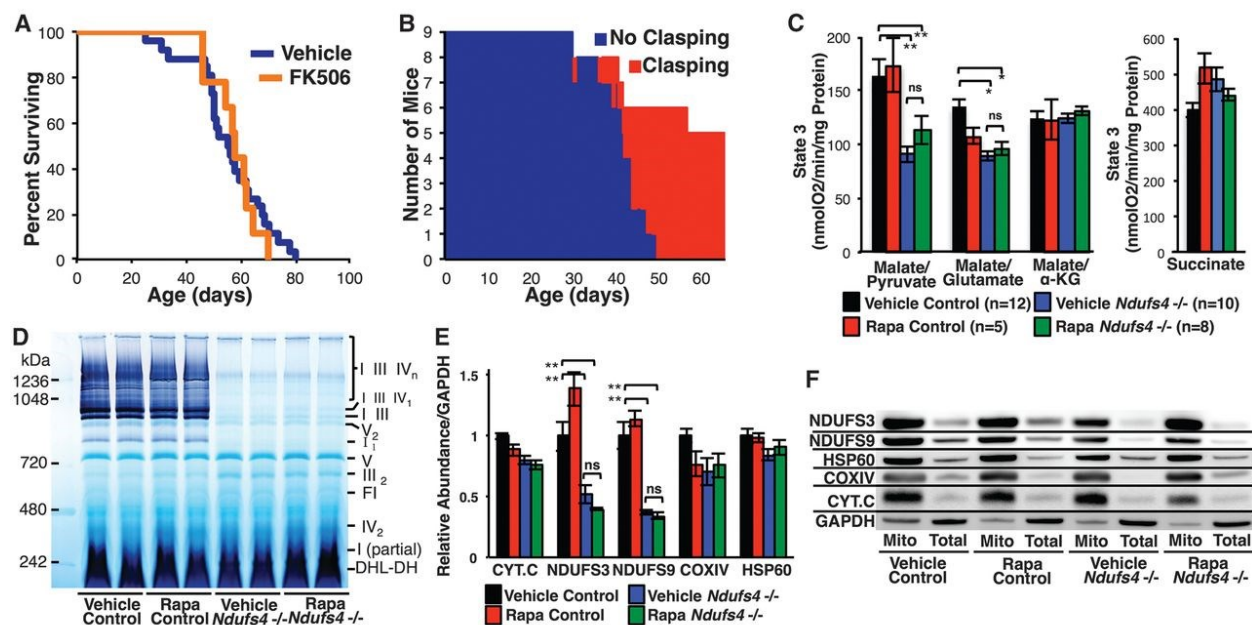 A
Percent Surviving
100
80
60
40
20
0
Vehicle
FK506
0 20 40 60 80 100
Age (days)
B
Number of Mice
9
8
7
6
5
4
3
2
1
0
No Clasping
Clasping
0 10 20 30 40 50 60
Age (days)
C
State 3
(nmolO2/min/mg Protein)
200
150
100
50
0
**
**
ns
*
*
ns
Malate/
Pyruvate
Malate/
Glutamate
Malate/
α-KG
State 3
(nmolO2/min/mg Protein)
600
500
400
300
200
100
0
Succinate
Vehicle Control (n=12)
Vehicle Ndufs4 -/- (n=10)
Rapa Control (n=5)
Rapa Ndufs4 -/- (n=8)
D
kDa
1236
1048
720
480
242
I III IVn
I III IV1
I III
V2
I1
V
III2
FI
IV2
I (partial)
DHL-DH
Vehicle
Control
Rapa
Control
Vehicle
Ndufs4 -/-
Rapa
Ndufs4 -/-
E
Relative Abundance/GAPDH
1.5
1
0.5
0
**
**
ns
**
**
ns
CYT.C NDUFS3 NDUFS9 COXIV HSP60
Vehicle Control
Vehicle Ndufs4 -/-
Rapa Control
Rapa Ndufs4 -/-
F
NDUFS3
NDUFS9
HSP60
COXIV
CYT.C
GAPDH
Mito Total Mito Total Mito Total Mito Total
Vehicle
Control
Rapa
Control
Vehicle
Ndufs4 -/-
Rapa
Ndufs4 -/-